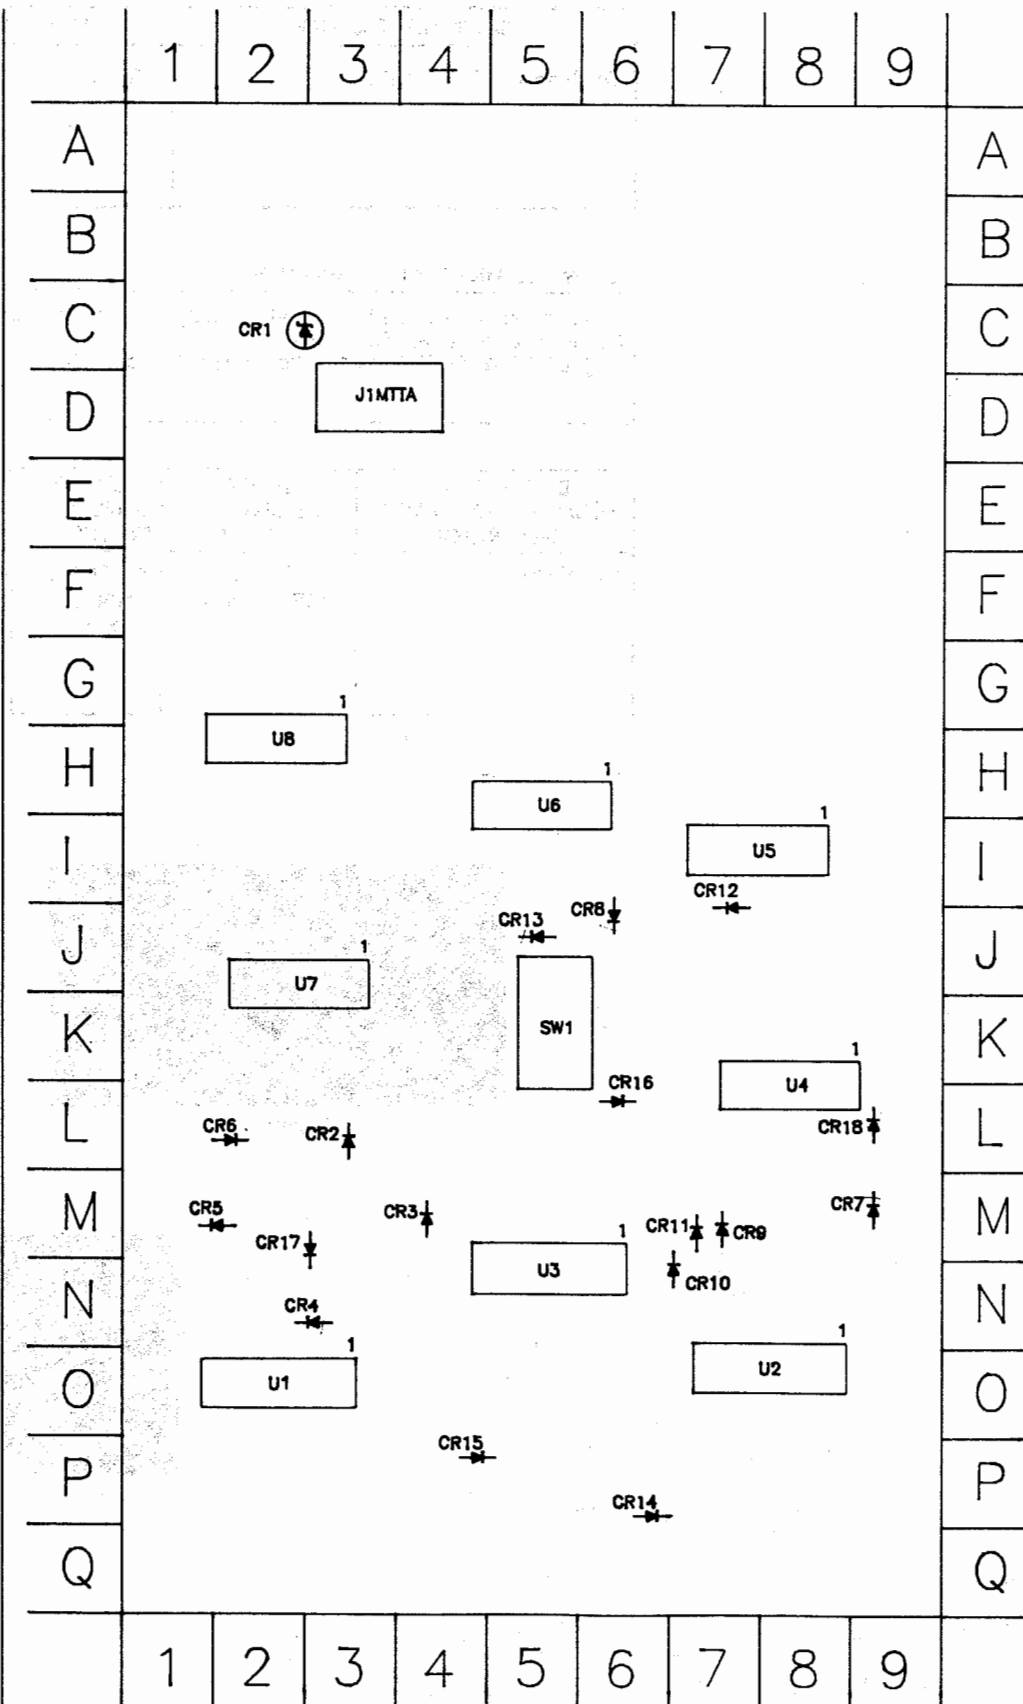 1 2 3 4 5 6 7 8 9
A A
B B
C CR1 C
D J1MTTA D
E E
F F
G G
1
U8
H H
1
U6
1
I U5 I
CR12
CR8
CR13
J 1 J
U7
K SW1 K
1
CR16 U4
L CR6 CR2 CR18 L
M CR5 CR3 CR7 M
CR11 CR9
CR17 1
U3
CR10
N CR4 N
1 1
O U1 U2 O
CR15
P P
CR14
Q Q
1 2 3 4 5 6 7 8 9